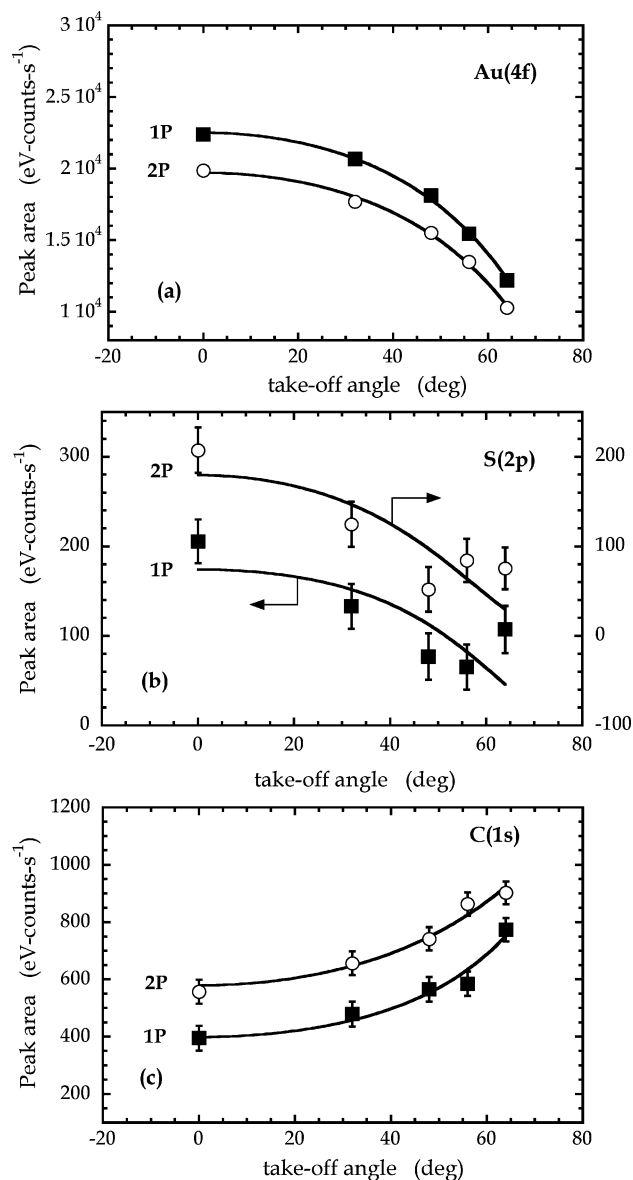 3 10⁴
Au(4f)
2.5 10⁴
1P
2 10⁴
2P
1.5 10⁴
(a)
1 10⁴
Peak area (eV-counts-s⁻¹)
-20 0 20 40 60 80
take-off angle (deg)
300 200
2P
S(2p)
200 100
1P
100 0
(b)
0 -100
Peak area (eV-counts-s⁻¹)
-20 0 20 40 60 80
take-off angle (deg)
1200
C(1s)
1000
800
600
2P
400
1P
200
(c)
Peak area (eV-counts-s⁻¹)
-20 0 20 40 60 80
take-off angle (deg)